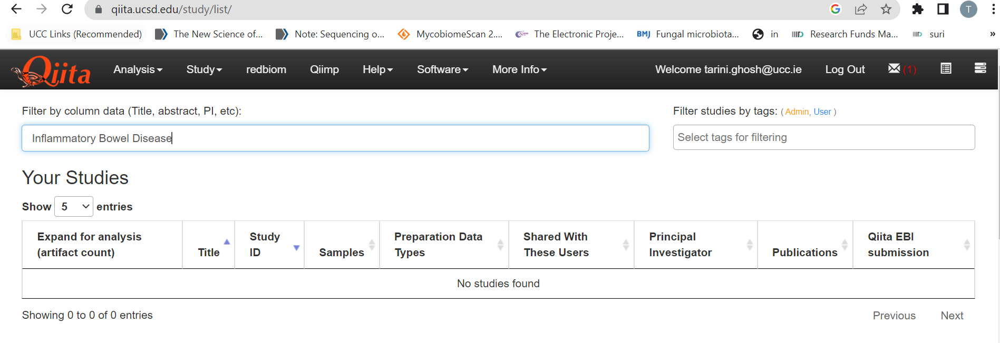 qiita.ucsd.edu/study/list/
T
UCC Links (Recommended) The New Science of... Note: Sequencing o... MycobiomeScan 2.... The Electronic Proje... BMJ Fungal microbiota... in Research Funds Ma... suri »
Qiita Analysis Study redbiom Qiimp Help Software More Info Welcome tarini.ghosh@ucc.ie Log Out (1)
Filter by column data (Title, abstract, PI, etc): Filter studies by tags: ( Admin, User )
Inflammatory Bowel Disease Select tags for filtering
Your Studies
Show 5 entries
Expand for analysis (artifact count) Title Study ID Samples Preparation Data Types Shared With These Users Principal Investigator Publications Qiita EBI submission
No studies found
Showing 0 to 0 of 0 entries Previous Next